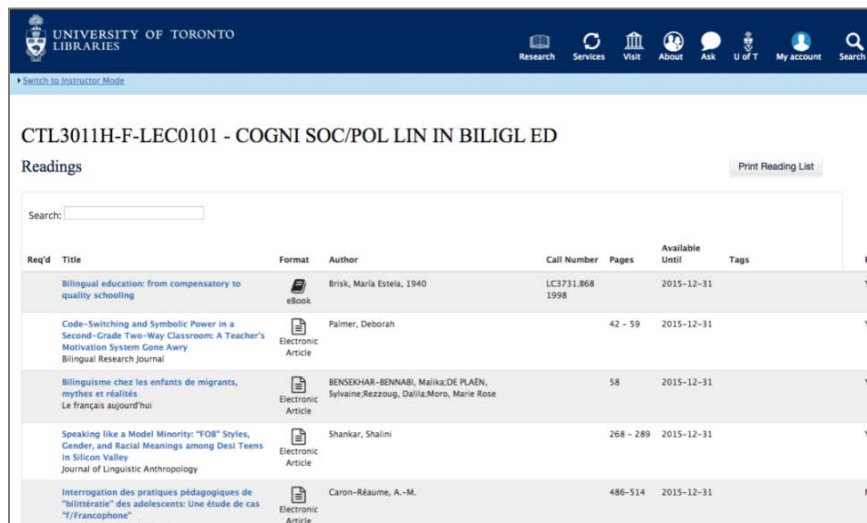 UNIVERSITY OF TORONTO
LIBRARIES
Research Services Visit About Ask U of T My account Search
Switch to Instructor Mode
CTL3011H-F-LEC0101 - COGNI SOC/POL LIN IN BILIGL ED
Readings
Print Reading List
Search:
Req'd Title Format Author Call Number Pages Available Until Tags
Bilingual education: from compensatory to
quality schooling
eBook
Brisk, María Estela, 1940
LC3731.B68
1998
2015-12-31
Code-Switching and Symbolic Power in a
Second-Grade Two-Way Classroom: A Teacher's
Motivation System Gone Awry
Bilingual Research Journal
Electronic
Article
Palmer, Deborah
42 - 59
2015-12-31
Bilinguisme chez les enfants de migrants,
mythes et réalités
Le français aujourd'hui
Electronic
Article
BENSEKHAR-BENNABI, Malika;DE PLAËN,
Sylvaine;Rezzoug, Dalila;Moro, Marie Rose
58
2015-12-31
Speaking like a Model Minority: "FOB" Styles,
Gender, and Racial Meanings among Desi Teens
in Silicon Valley
Journal of Linguistic Anthropology
Electronic
Article
Shankar, Shalini
268 - 289
2015-12-31
Interrogation des pratiques pédagogiques de
"bilittératie" des adolescents: Une étude de cas
"f/Francophone"
Electronic
Article
Caron-Réaume, A.-M.
486-514
2015-12-31